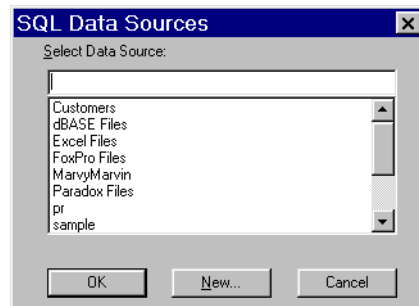 SQL Data Sources
Select Data Source:
Customers
dBASE Files
Excel Files
FoxPro Files
MarvyMarvin
Paradox Files
pr
sample
OK New... Cancel